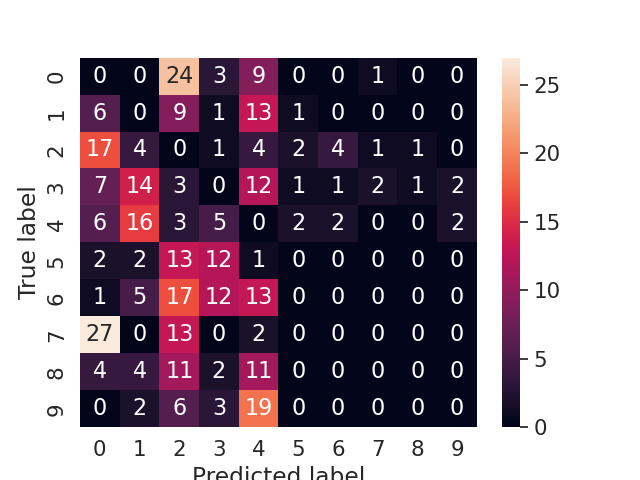 0 0 0 24 3 9 0 0 1 0 0
1 6 0 9 1 13 1 0 0 0 0
2 17 4 0 1 4 2 4 1 1 0
3 7 14 3 0 12 1 1 2 1 2
4 6 16 3 5 0 2 2 0 0 2
5 2 2 13 12 1 0 0 0 0 0
6 1 5 17 12 13 0 0 0 0 0
7 27 0 13 0 2 0 0 0 0 0
8 4 4 11 2 11 0 0 0 0 0
9 0 2 6 3 19 0 0 0 0 0
0 1 2 3 4 5 6 7 8 9
Predicted label
True label
25
20
15
10
5
0